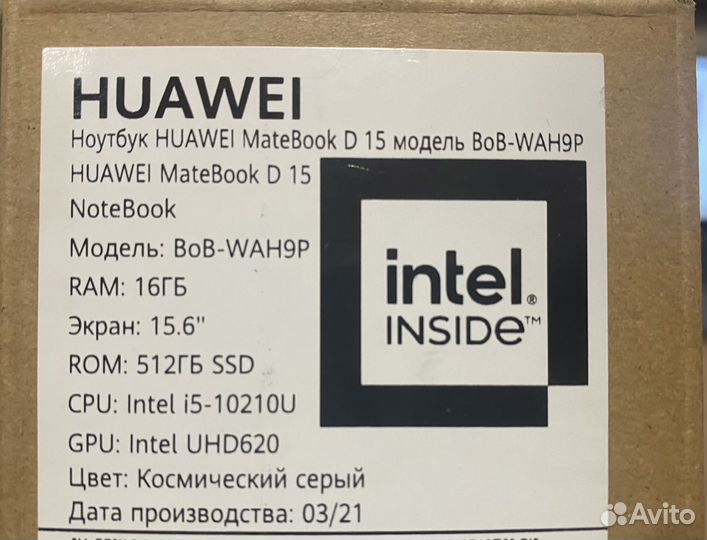 HUAWEI
Ноутбук HUAWEI MateBook D 15 модель BoB-WAH9P
HUAWEI MateBook D 15
NoteBook
Модель: BoB-WAH9P
RAM: 16ГБ
Экран: 15.6"
ROM: 512ГБ SSD
CPU: Intel i5-10210U
GPU: Intel UHD620
Цвет: Космический серый
Дата производства: 03/21
intel®
INSIDe™
Avito